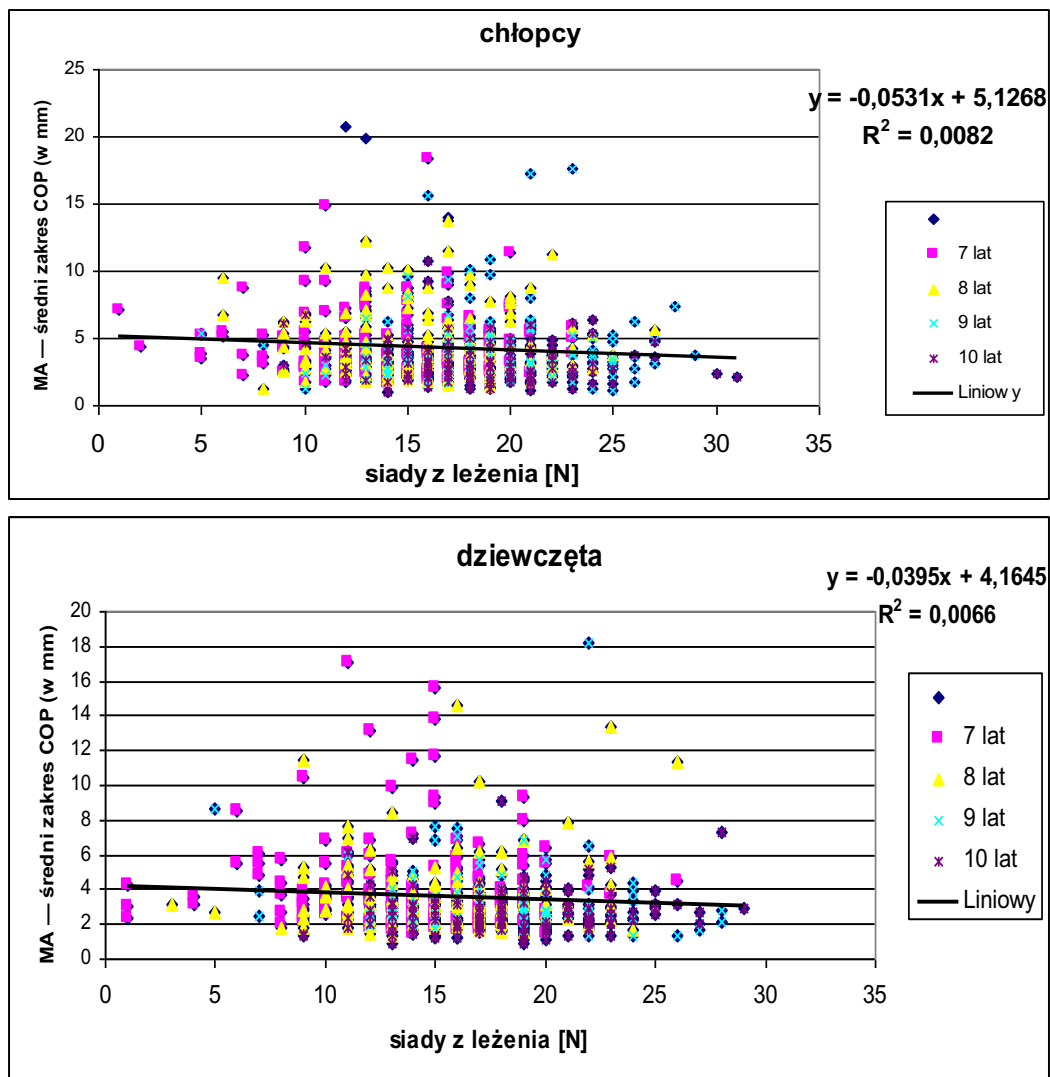 chłopcy
y = -0,0531x + 5,1268
R² = 0,0082
MA — średni zakres COP (w mm)
25
20
15
10
5
0
0 5 10 15 20 25 30 35
siady z leżenia [N]
7 lat
8 lat
9 lat
10 lat
Liniow y
dziewczęta
y = -0,0395x + 4,1645
R² = 0,0066
MA — średni zakres COP (w mm)
20
18
16
14
12
10
8
6
4
2
0
0 5 10 15 20 25 30 35
siady z leżenia [N]
7 lat
8 lat
9 lat
10 lat
Liniowy